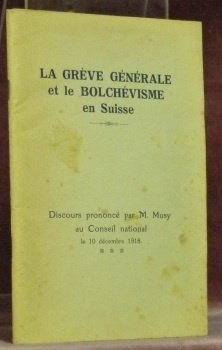 LA GRÈVE GÉNÉRALE
et le BOLCHÉVISME
en Suisse
Discours prononcé par M. Musy
au Conseil national
le 10 décembre 1918.